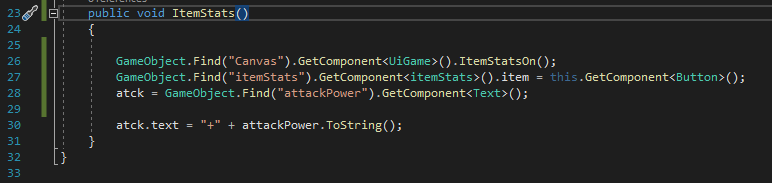 23 public void ItemStats()
24 {
25
26 GameObject.Find("Canvas").GetComponent<UiGame>().ItemStatsOn();
27 GameObject.Find("itemStats").GetComponent<itemStats>().item = this.GetComponent<Button>();
28 atck = GameObject.Find("attackPower").GetComponent<Text>();
29
30 atck.text = "+" + attackPower.ToString();
31 }
32 }
33